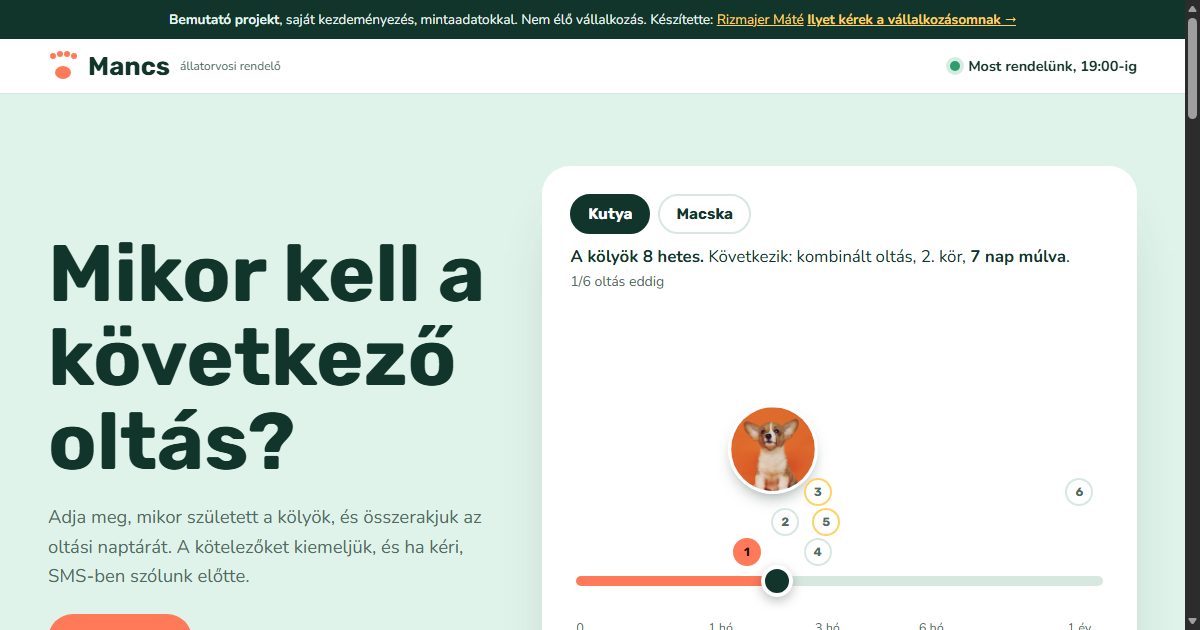 Bemutató projekt, saját kezdeményezés, mintaadatokkal. Nem élő vállalkozás. Készítette: Rizmajer Máté Ilyet kérek a vállalkozásomnak →
Mancs állatorvosi rendelő
Most rendelünk, 19:00-ig
Mikor kell a
következő
oltás?
Adja meg, mikor született a kölyök, és összerakjuk az
oltási naptárát. A kötelezőket kiemeljük, és ha kéri,
SMS-ben szólunk előtte.
Kutya Macska
A kölyök 8 hetes. Következik: kombinált oltás, 2. kör, 7 nap múlva.
1/6 oltás eddig
3 6
2 5
1 4
0 1 hó 3 hó 6 hó 1 év